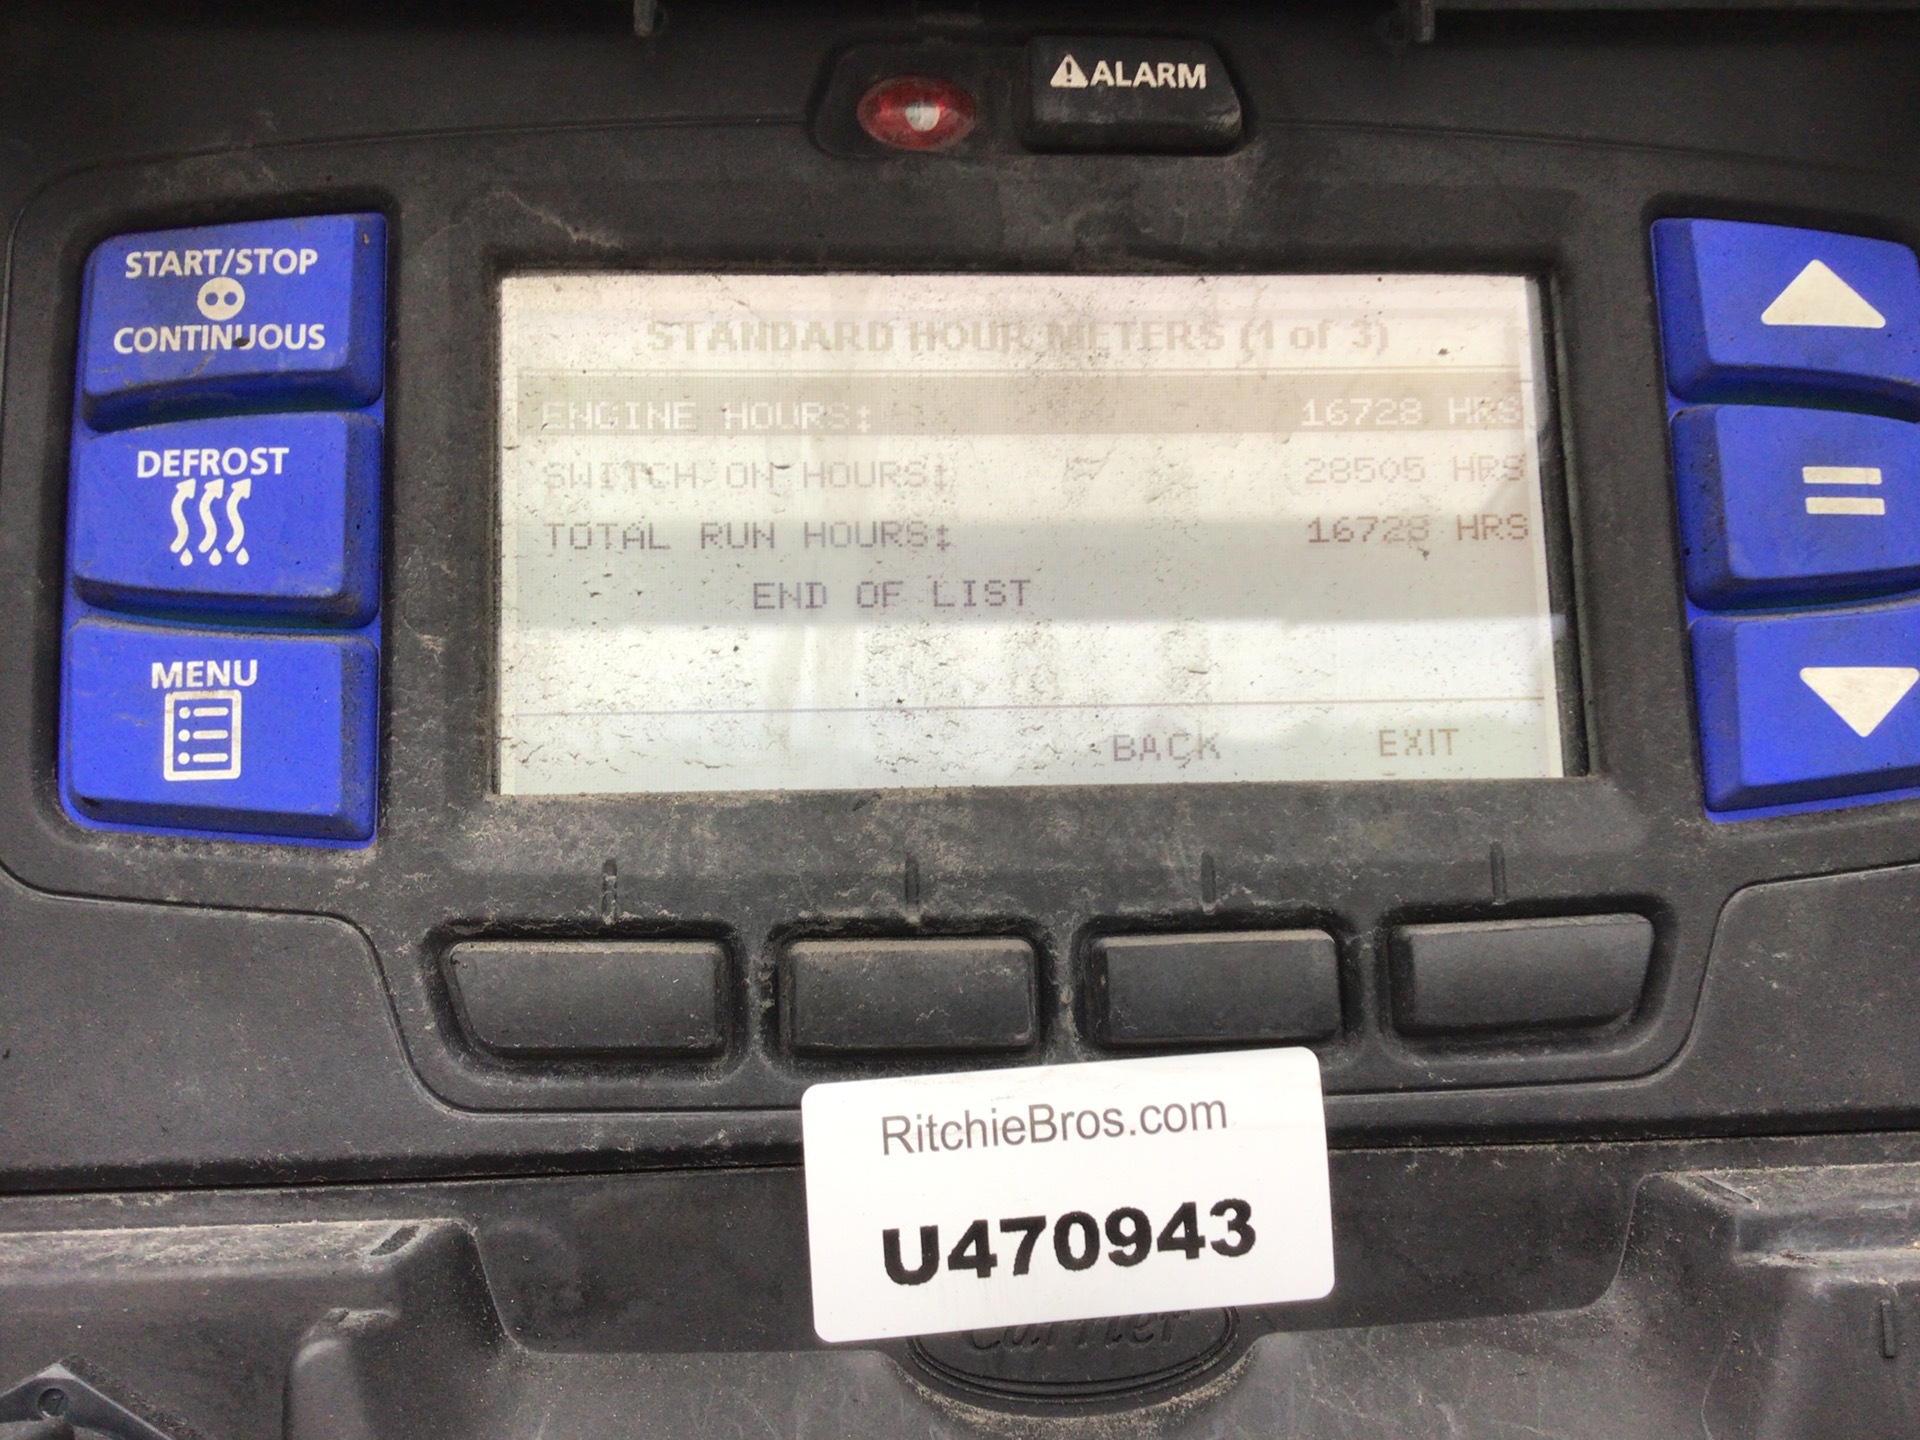 ⚠ALARM
START/STOP
CONTINUOUS
DEFROST
MENU
STANDARD HOUR METERS (1 of 3)
ENGINE HOURS: 16728 HRS
SWITCH ON HOURS: 28505 HRS
TOTAL RUN HOURS: 16728 HRS
END OF LIST
BACK EXIT
RitchieBros.com
U470943
Carrier